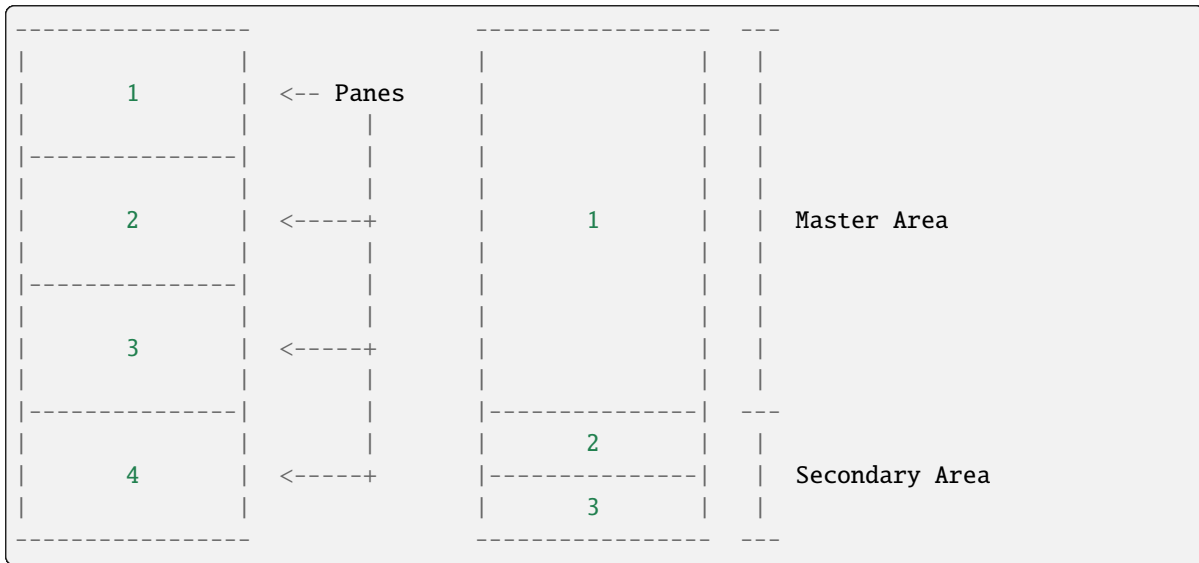 -----------------                -----------------  ---
|               |                |               |   |
|       1       |  <-- Panes     |               |   |
|               |        |       |               |   |
|---------------|        |       |               |   |
|               |        |       |               |   |
|       2       |  <-----+       |       1       |   |  Master Area
|               |        |       |               |   |
|---------------|        |       |               |   |
|               |        |       |               |   |
|       3       |  <-----+       |               |   |
|               |        |       |               |   |
|---------------|        |       |---------------|  ---
|               |        |       |       2       |   |
|       4       |  <-----+       |---------------|   |  Secondary Area
|               |                |       3       |   |
-----------------                -----------------  ---